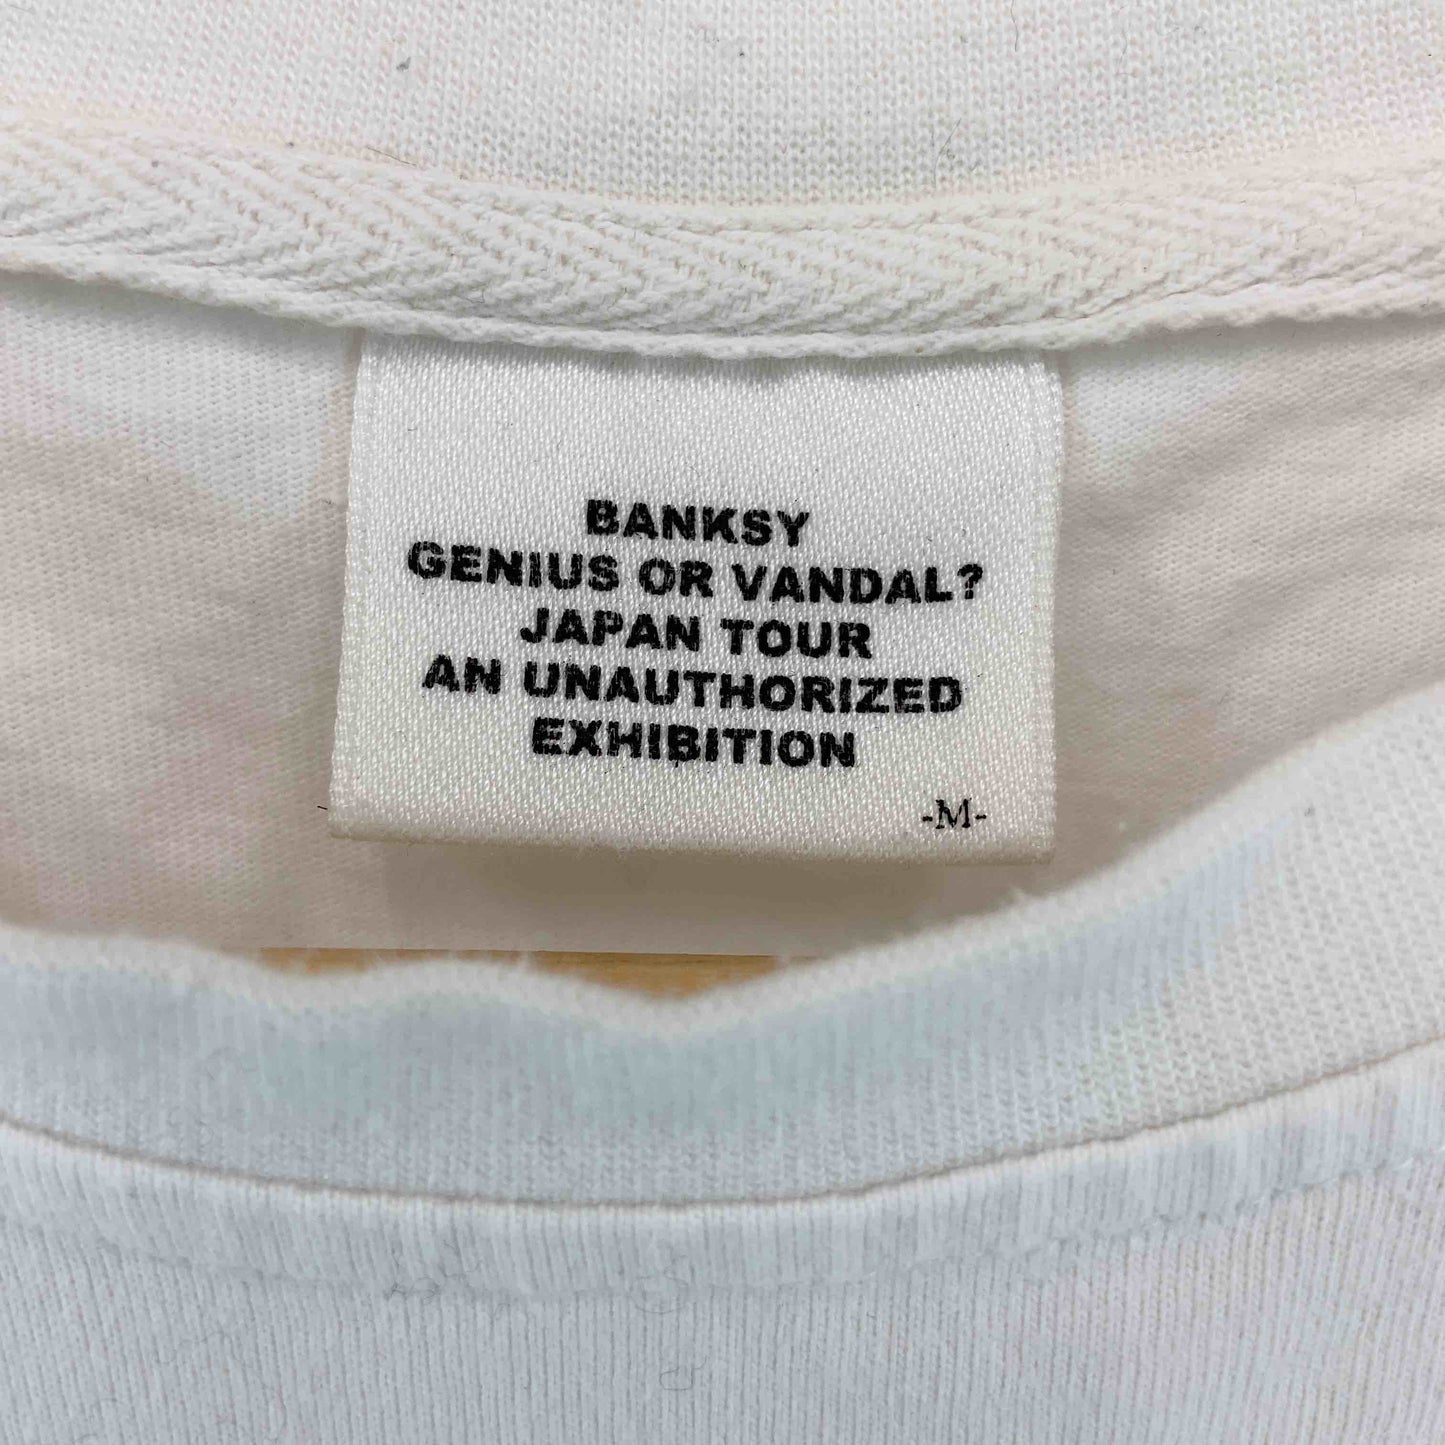 BANKSY
GENIUS OR VANDAL?
JAPAN TOUR
AN UNAUTHORIZED
EXHIBITION
-M-